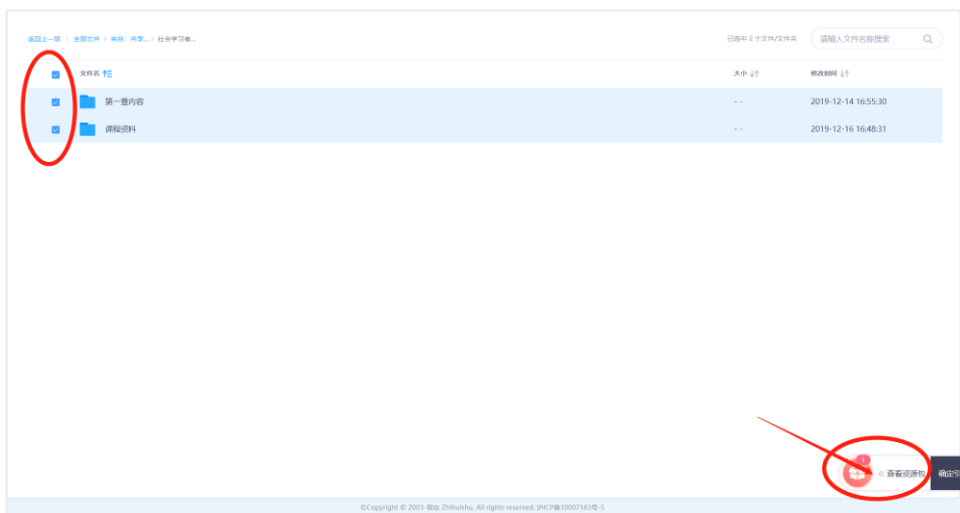 返回上一级 | 全部文件 > 来自：共享... > 社会学习者...
已选中 2 个文件/文件夹
请输入文件名称搜索
文件名 大小 修改时间
第一章内容 - - 2019-12-14 16:55:30
课程资料 - - 2019-12-16 16:48:31
1
« 查看资源包
确定引
©Copyright © 2003-现在 Zhihuishu. All rights reserved. 沪ICP备10007183号-5